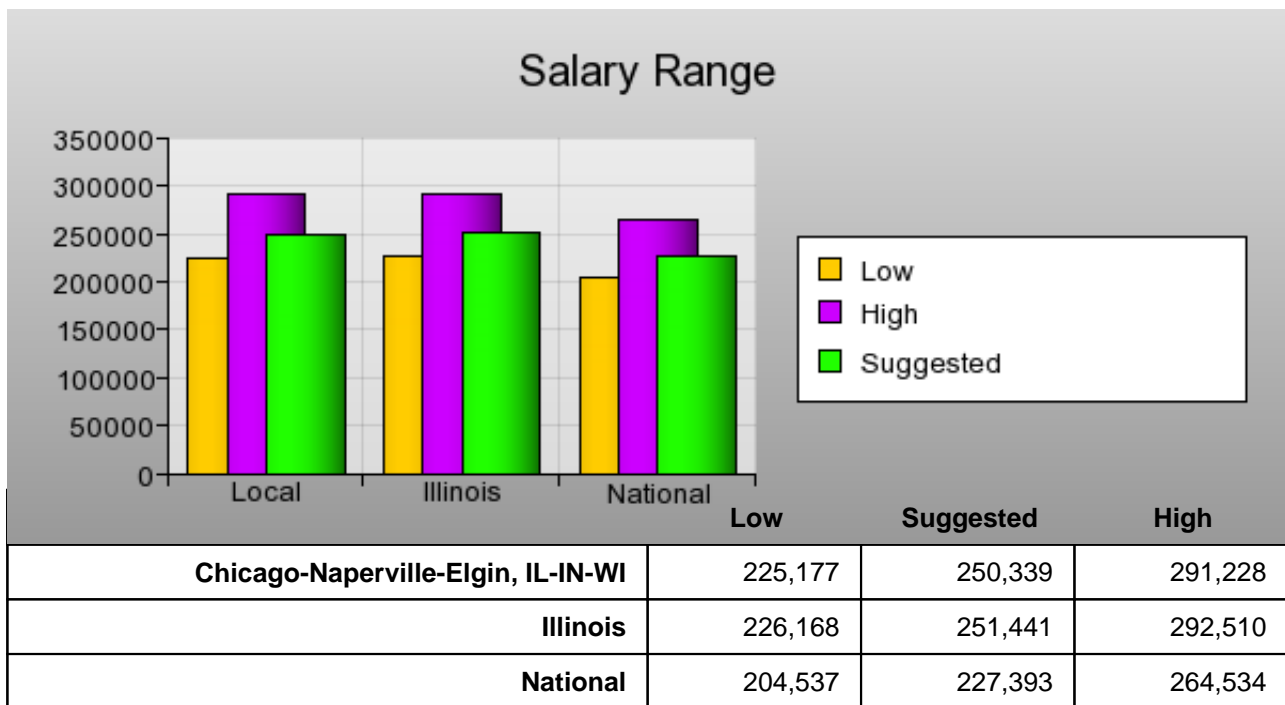 Salary Range
350000
300000
250000
200000
150000
100000
50000
0
Local Illinois National
Low
High
Suggested
Low Suggested High
Chicago-Naperville-Elgin, IL-IN-WI 225,177 250,339 291,228
Illinois 226,168 251,441 292,510
National 204,537 227,393 264,534